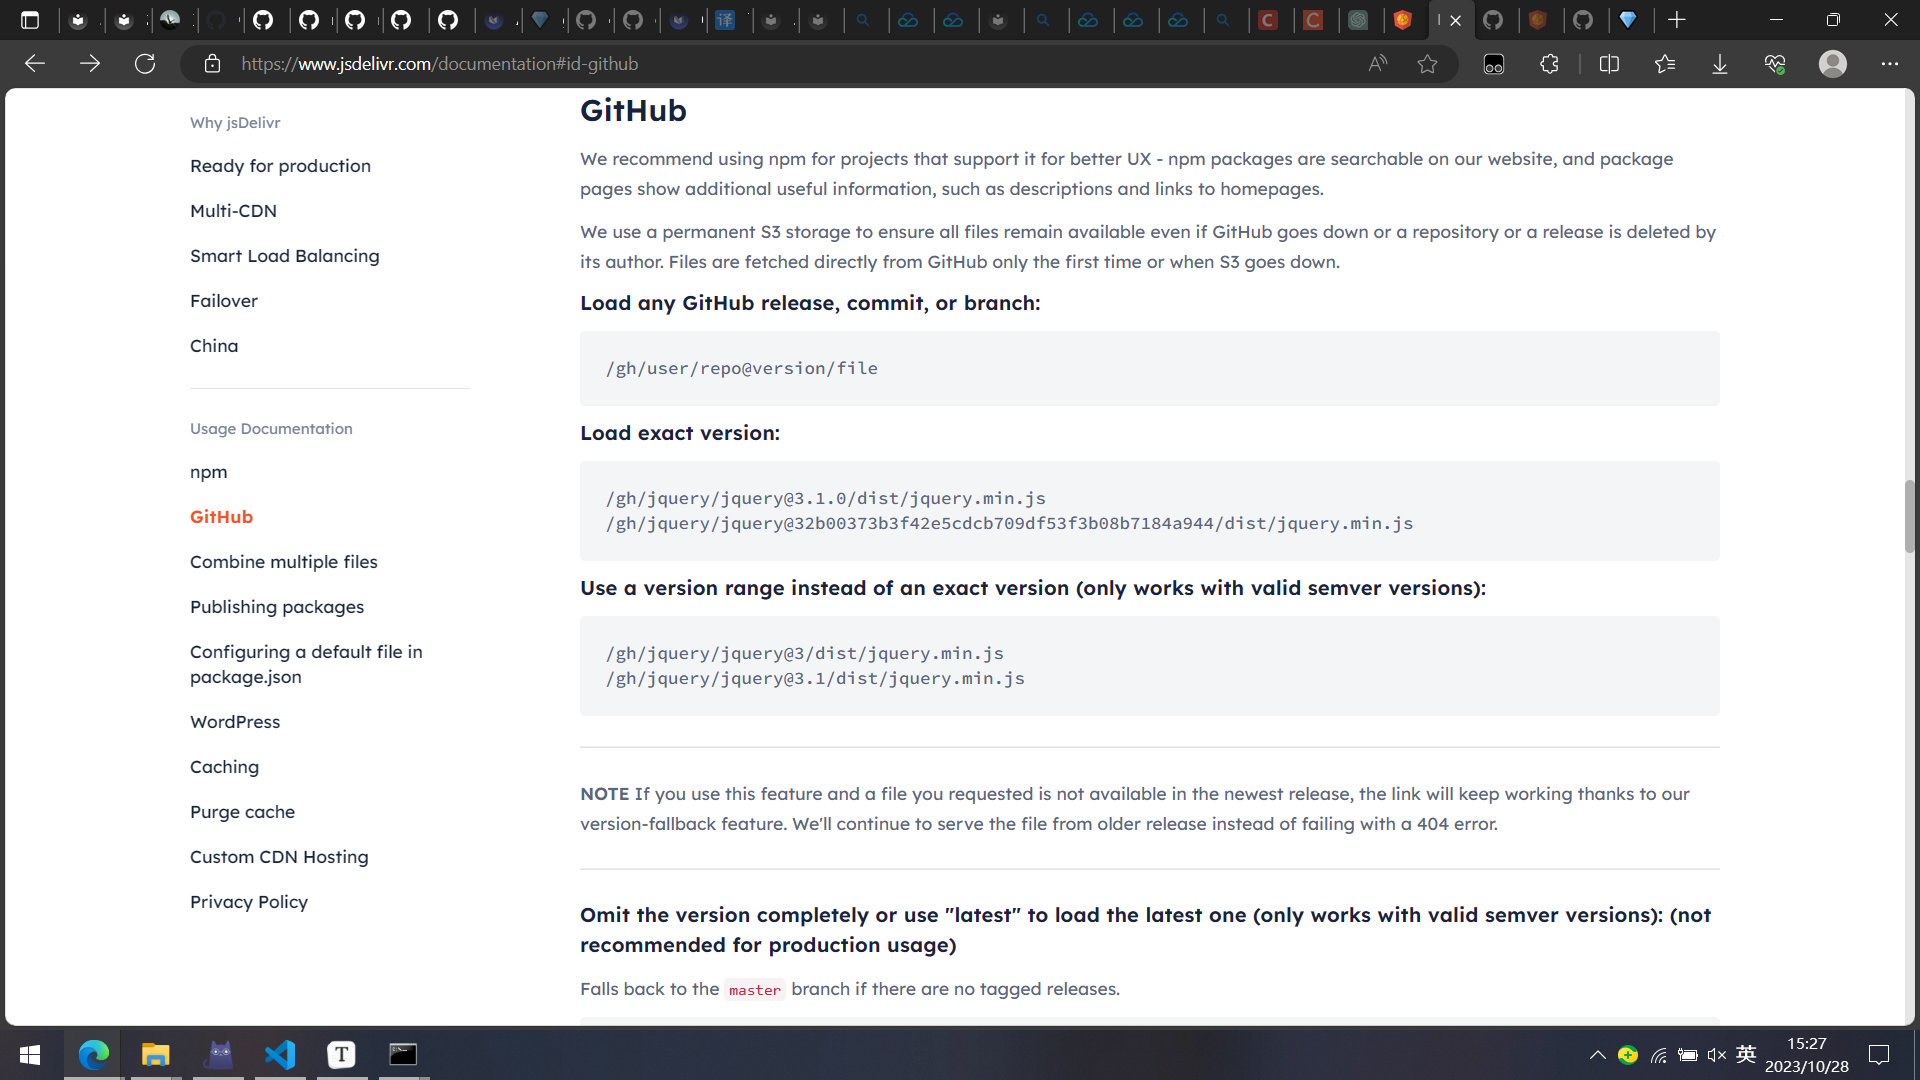 https://www.jsdelivr.com/documentation#id-github
Why jsDelivr
Ready for production
Multi-CDN
Smart Load Balancing
Failover
China
Usage Documentation
npm
GitHub
Combine multiple files
Publishing packages
Configuring a default file in
package.json
WordPress
Caching
Purge cache
Custom CDN Hosting
Privacy Policy
GitHub
We recommend using npm for projects that support it for better UX - npm packages are searchable on our website, and package
pages show additional useful information, such as descriptions and links to homepages.
We use a permanent S3 storage to ensure all files remain available even if GitHub goes down or a repository or a release is deleted by
its author. Files are fetched directly from GitHub only the first time or when S3 goes down.
Load any GitHub release, commit, or branch:
/gh/user/repo@version/file
Load exact version:
/gh/jquery/jquery@3.1.0/dist/jquery.min.js
/gh/jquery/jquery@32b00373b3f42e5cdcb709df53f3b08b7184a944/dist/jquery.min.js
Use a version range instead of an exact version (only works with valid semver versions):
/gh/jquery/jquery@3/dist/jquery.min.js
/gh/jquery/jquery@3.1/dist/jquery.min.js
NOTE If you use this feature and a file you requested is not available in the newest release, the link will keep working thanks to our
version-fallback feature. We'll continue to serve the file from older release instead of failing with a 404 error.
Omit the version completely or use "latest" to load the latest one (only works with valid semver versions): (not
recommended for production usage)
Falls back to the master branch if there are no tagged releases.
英
15:27
2023/10/28